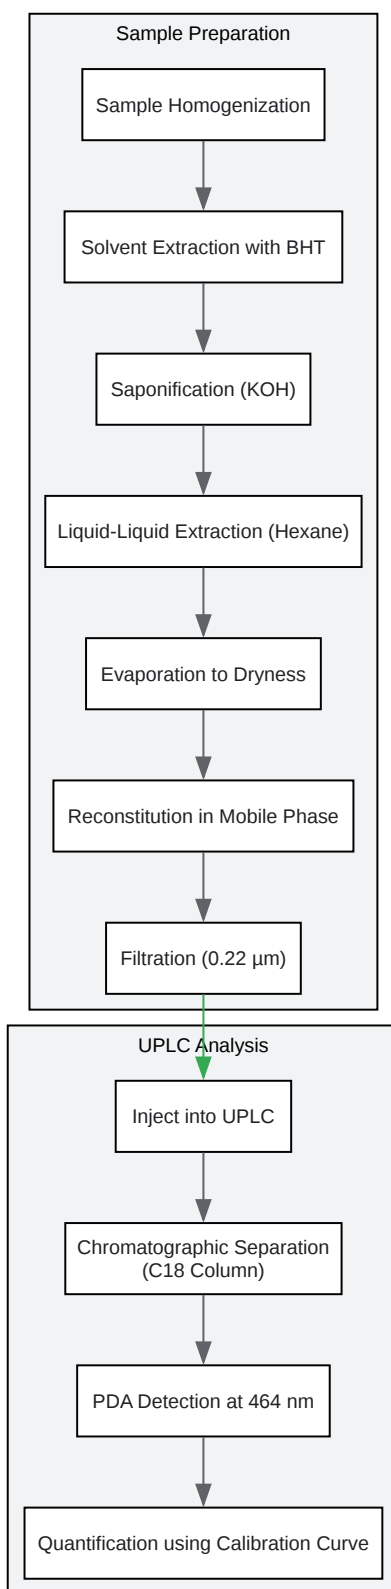 Sample Preparation
Sample Homogenization
Solvent Extraction with BHT
Saponification (KOH)
Liquid-Liquid Extraction (Hexane)
Evaporation to Dryness
Reconstitution in Mobile Phase
Filtration (0.22 µm)
UPLC Analysis
Inject into UPLC
Chromatographic Separation
(C18 Column)
PDA Detection at 464 nm
Quantification using Calibration Curve